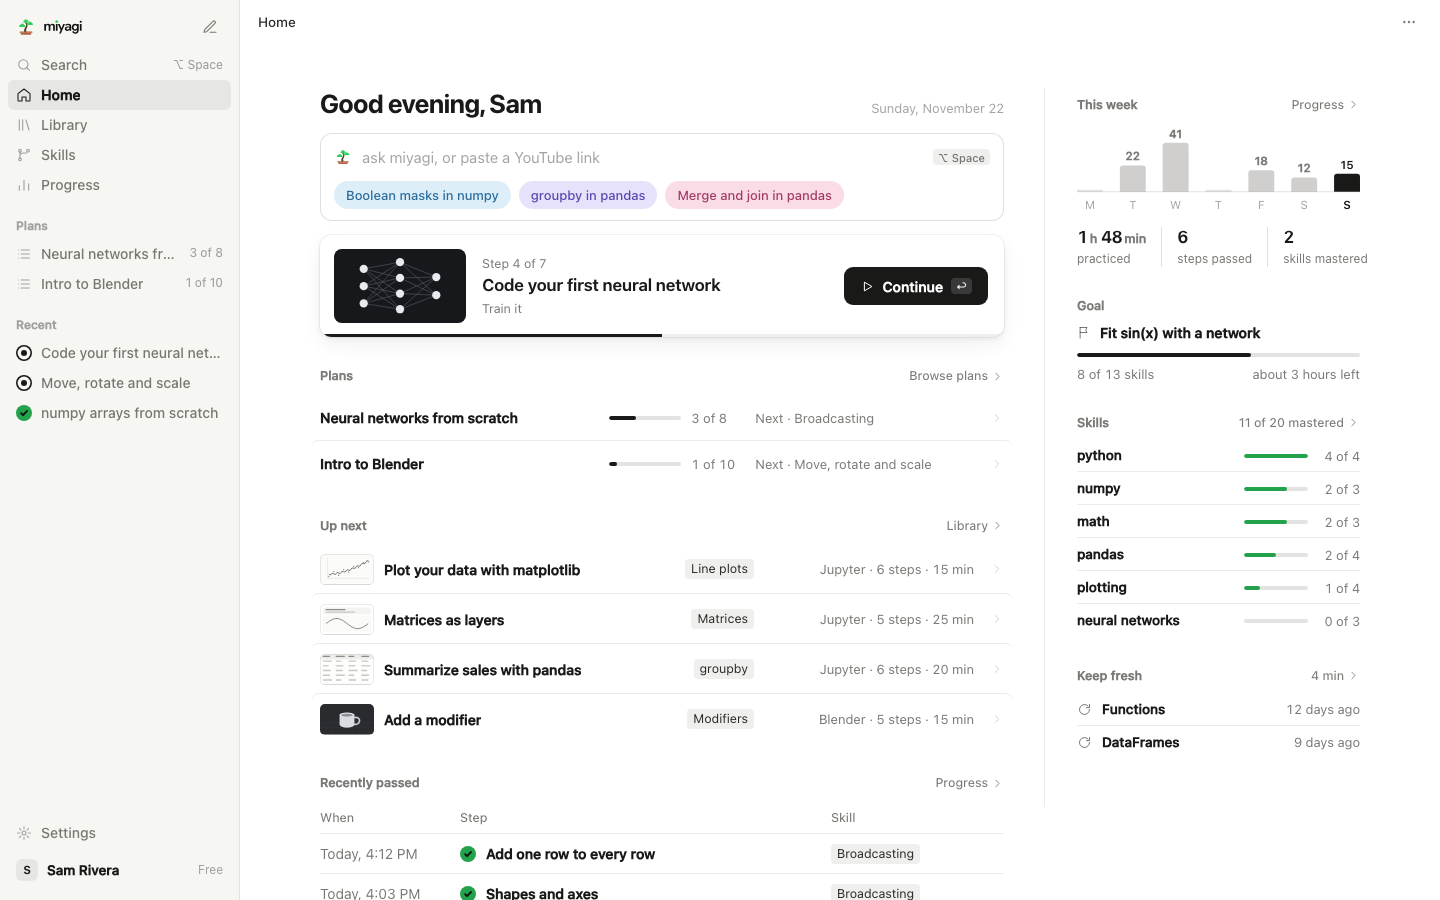 miyagi
Search
⌥ Space
Home
Library
Skills
Progress
Plans
Neural networks fr...
3 of 8
Intro to Blender
1 of 10
Recent
Code your first neural net...
Move, rotate and scale
numpy arrays from scratch
Settings
S
Sam Rivera
Free
Home
Good evening, Sam
Sunday, November 22
ask miyagi, or paste a YouTube link
⌥ Space
Boolean masks in numpy
groupby in pandas
Merge and join in pandas
Step 4 of 7
Code your first neural network
Train it
Continue
Plans
Browse plans
Neural networks from scratch
3 of 8
Next · Broadcasting
Intro to Blender
1 of 10
Next · Move, rotate and scale
Up next
Library
Plot your data with matplotlib
Line plots
Jupyter · 6 steps · 15 min
Matrices as layers
Matrices
Jupyter · 5 steps · 25 min
Summarize sales with pandas
groupby
Jupyter · 6 steps · 20 min
Add a modifier
Modifiers
Blender · 5 steps · 15 min
Recently passed
Progress
When
Step
Skill
Today, 4:12 PM
Add one row to every row
Broadcasting
Today, 4:03 PM
Shapes and axes
Broadcasting
This week
Progress
22
41
18
12
15
M
T
W
T
F
S
S
1 h 48 min
practiced
6
steps passed
2
skills mastered
Goal
Fit sin(x) with a network
8 of 13 skills
about 3 hours left
Skills
11 of 20 mastered
python
4 of 4
numpy
2 of 3
math
2 of 3
pandas
2 of 4
plotting
1 of 4
neural networks
0 of 3
Keep fresh
4 min
Functions
12 days ago
DataFrames
9 days ago